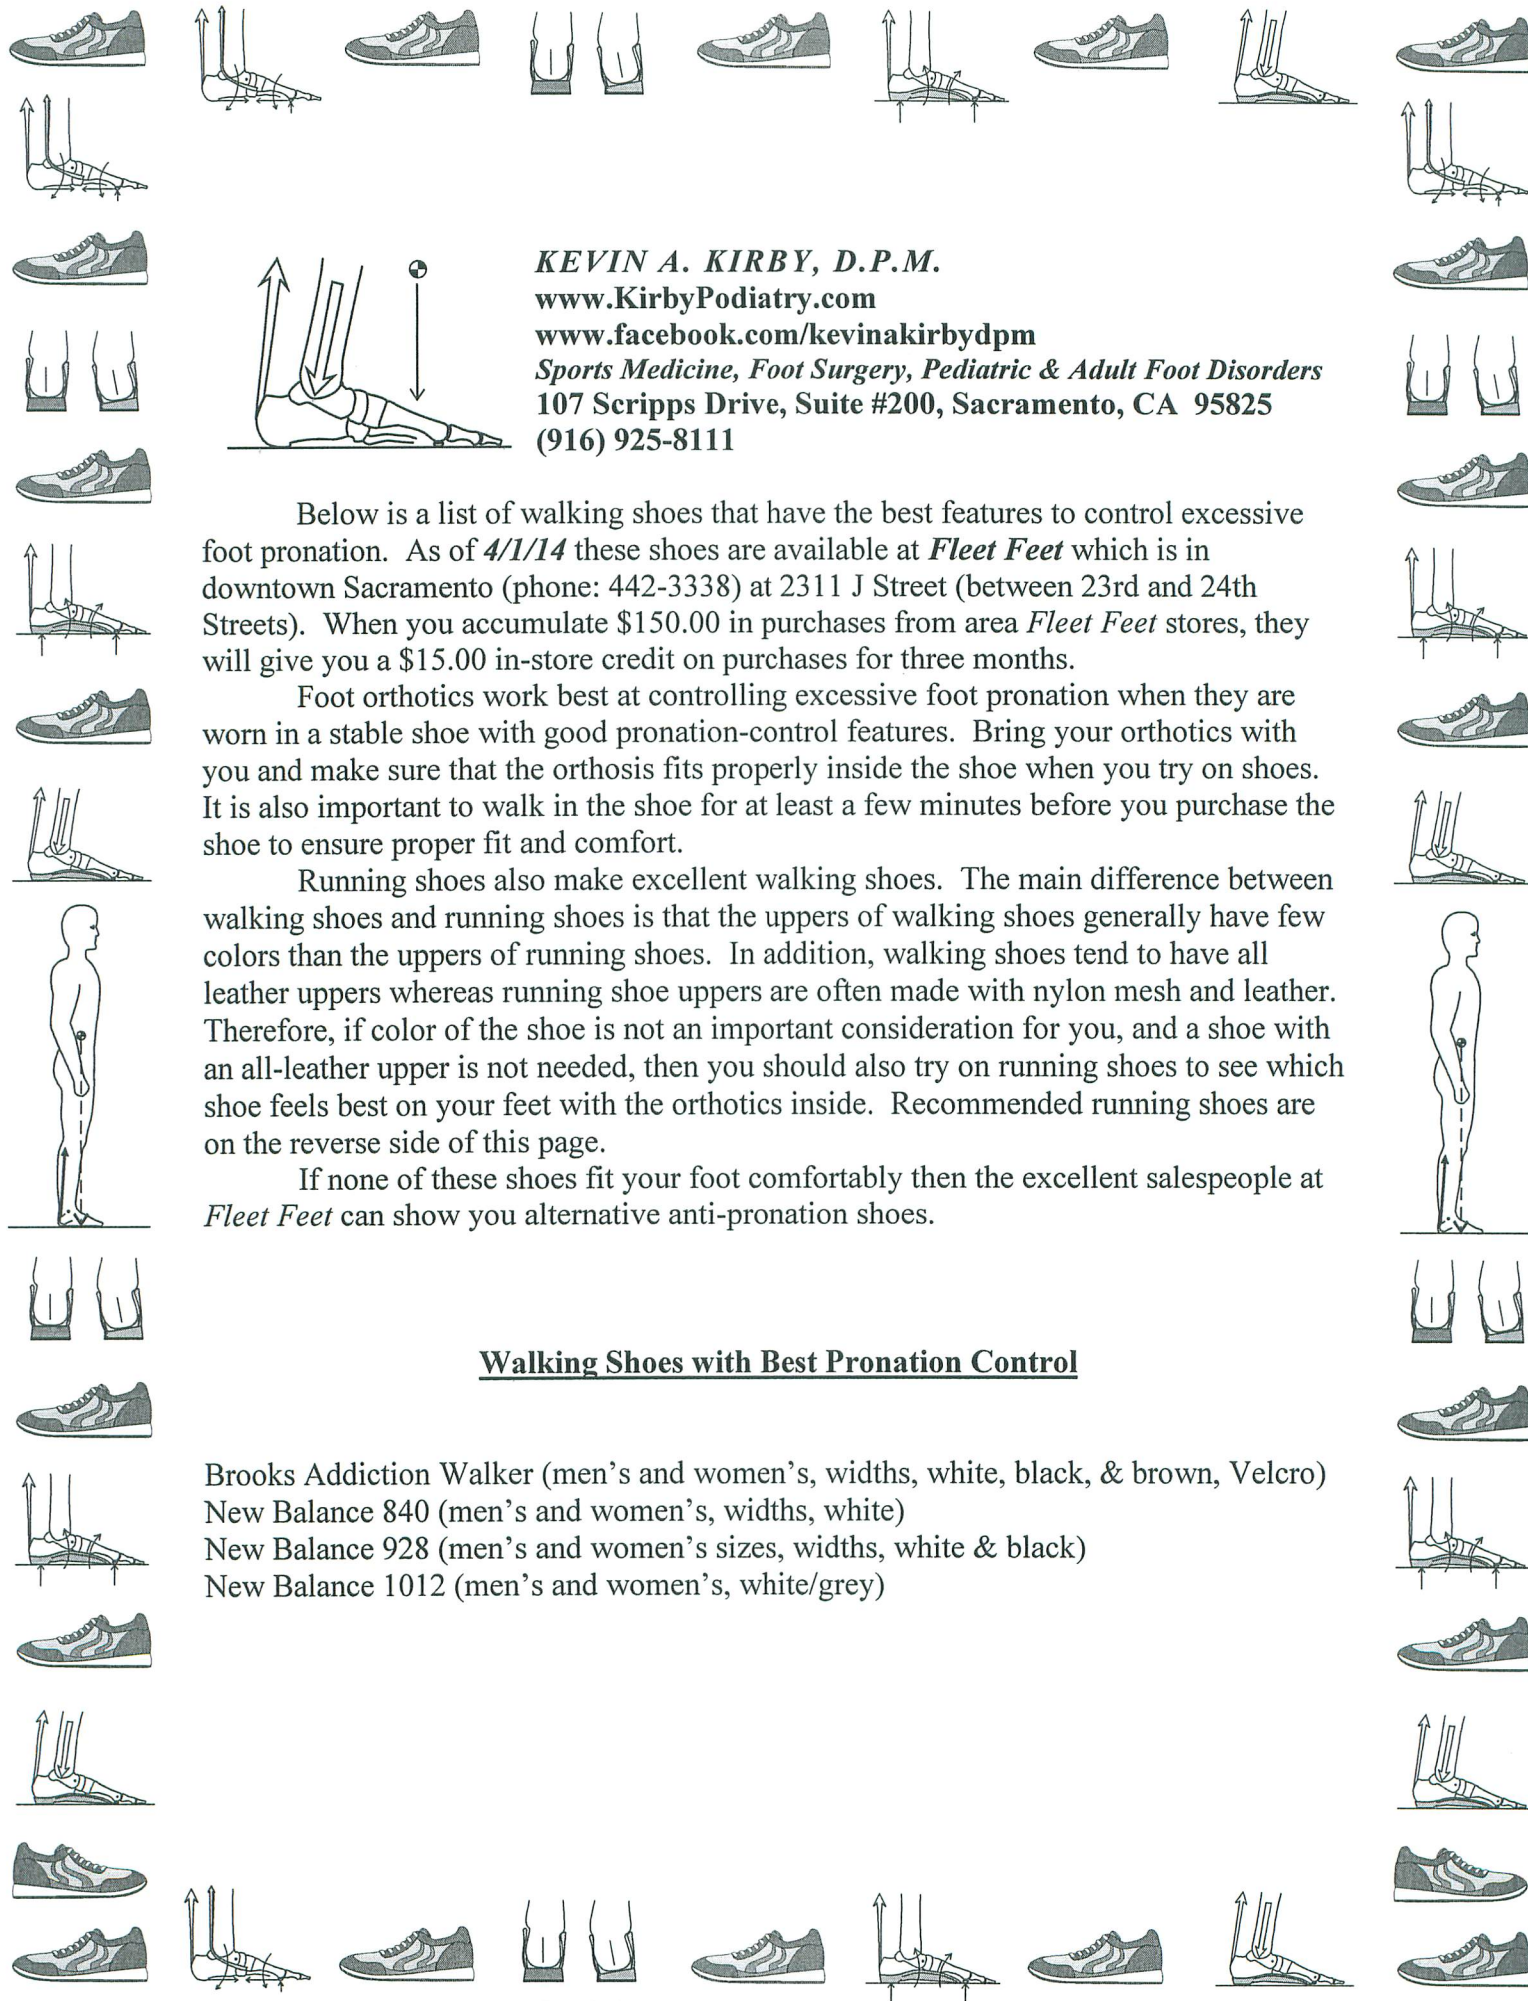 KEVIN A. KIRBY, D.P.M.
www.KirbyPodiatry.com
www.facebook.com/kevinakirbydpm
Sports Medicine, Foot Surgery, Pediatric & Adult Foot Disorders
107 Scripps Drive, Suite #200, Sacramento, CA 95825
(916) 925-8111
Below is a list of walking shoes that have the best features to control excessive
foot pronation. As of 4/1/14 these shoes are available at Fleet Feet which is in
downtown Sacramento (phone: 442-3338) at 2311 J Street (between 23rd and 24th
Streets). When you accumulate $150.00 in purchases from area Fleet Feet stores, they
will give you a $15.00 in-store credit on purchases for three months.
Foot orthotics work best at controlling excessive foot pronation when they are
worn in a stable shoe with good pronation-control features. Bring your orthotics with
you and make sure that the orthosis fits properly inside the shoe when you try on shoes.
It is also important to walk in the shoe for at least a few minutes before you purchase the
shoe to ensure proper fit and comfort.
Running shoes also make excellent walking shoes. The main difference between
walking shoes and running shoes is that the uppers of walking shoes generally have few
colors than the uppers of running shoes. In addition, walking shoes tend to have all
leather uppers whereas running shoe uppers are often made with nylon mesh and leather.
Therefore, if color of the shoe is not an important consideration for you, and a shoe with
an all-leather upper is not needed, then you should also try on running shoes to see which
shoe feels best on your feet with the orthotics inside. Recommended running shoes are
on the reverse side of this page.
If none of these shoes fit your foot comfortably then the excellent salespeople at
Fleet Feet can show you alternative anti-pronation shoes.
Walking Shoes with Best Pronation Control
Brooks Addiction Walker (men's and women's, widths, white, black, & brown, Velcro)
New Balance 840 (men's and women's, widths, white)
New Balance 928 (men's and women's sizes, widths, white & black)
New Balance 1012 (men's and women's, white/grey)